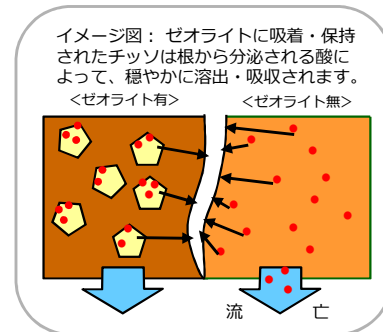 イメージ図： ゼオライトに吸着・保持
されたチッソは根から分泌される酸に
よって、穏やかに溶出・吸収されます。
<ゼオライト有> <ゼオライト無>
流 亡